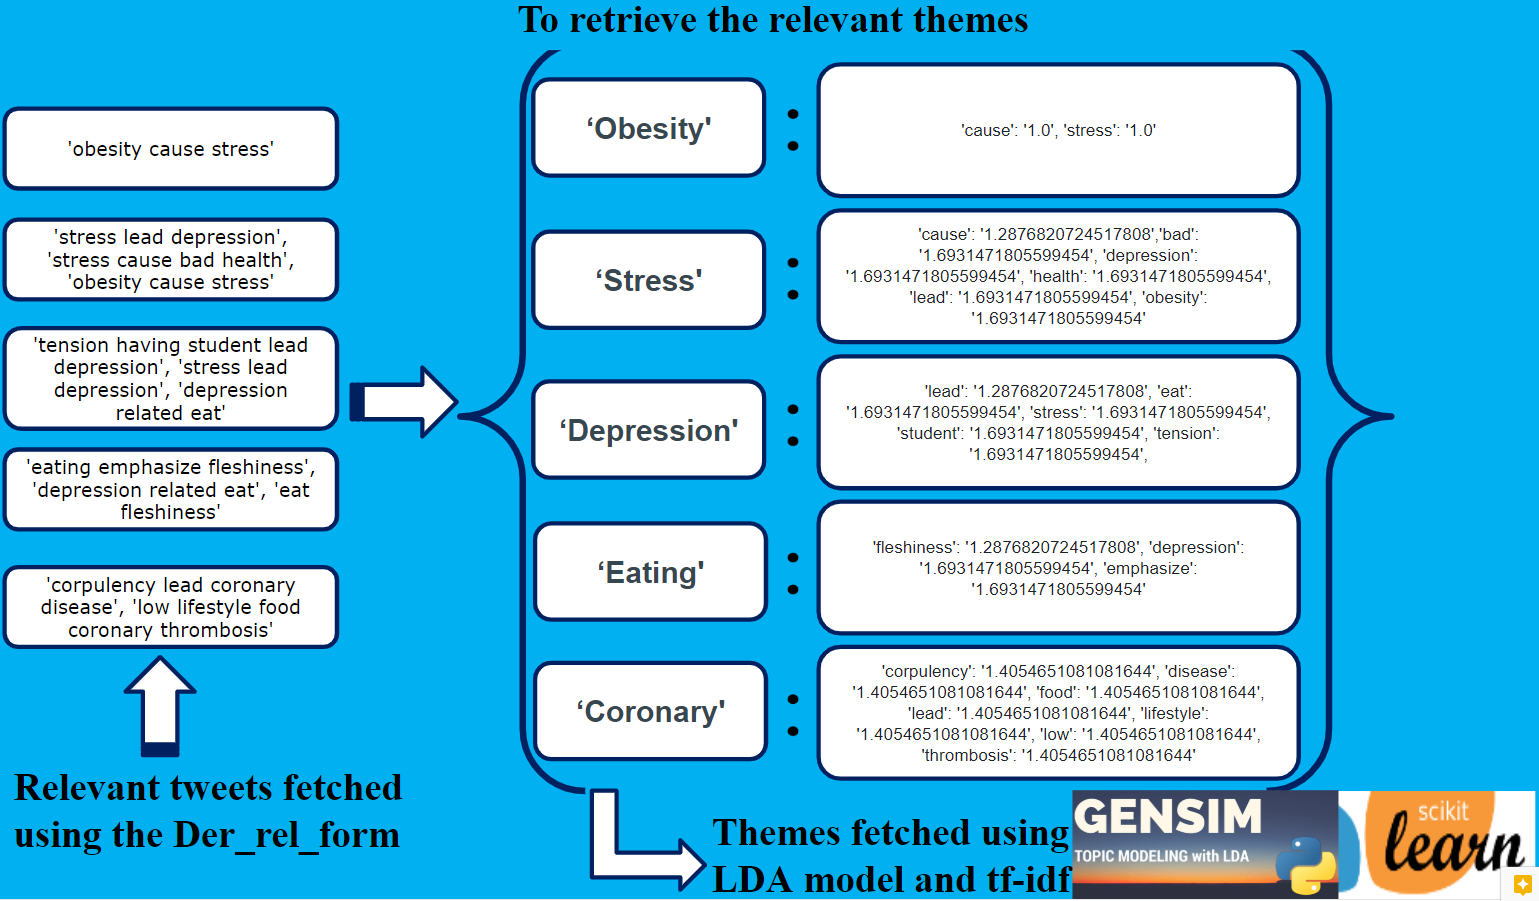 To retrieve the relevant themes
'obesity cause stress'
'stress lead depression',
'stress cause bad health',
'obesity cause stress'
'tension having student lead
depression', 'stress lead
depression', 'depression
related eat'
'eating emphasize fleshiness',
'depression related eat', 'eat
fleshiness'
'corpulency lead coronary
disease', 'low lifestyle food
coronary thrombosis'
Relevant tweets fetched
using the Der_rel_form
‘Obesity'
:
'cause': '1.0', 'stress': '1.0'
‘Stress'
:
'cause': '1.2876820724517808','bad':
'1.6931471805599454', 'depression':
'1.6931471805599454', 'health': '1.6931471805599454',
'lead': '1.6931471805599454', 'obesity':
'1.6931471805599454'
‘Depression'
:
'lead': '1.2876820724517808', 'eat':
'1.6931471805599454', 'stress': '1.6931471805599454',
'student': '1.6931471805599454', 'tension':
'1.6931471805599454',
‘Eating'
:
'fleshiness': '1.2876820724517808', 'depression':
'1.6931471805599454', 'emphasize':
'1.6931471805599454'
‘Coronary'
:
'corpulency': '1.4054651081081644', 'disease':
'1.4054651081081644', 'food': '1.4054651081081644',
'lead': '1.4054651081081644', 'lifestyle':
'1.4054651081081644', 'low': '1.4054651081081644',
'thrombosis': '1.4054651081081644'
Themes fetched using
LDA model and tf-idf
GENSIM
TOPIC MODELING with LDA
scikit
learn